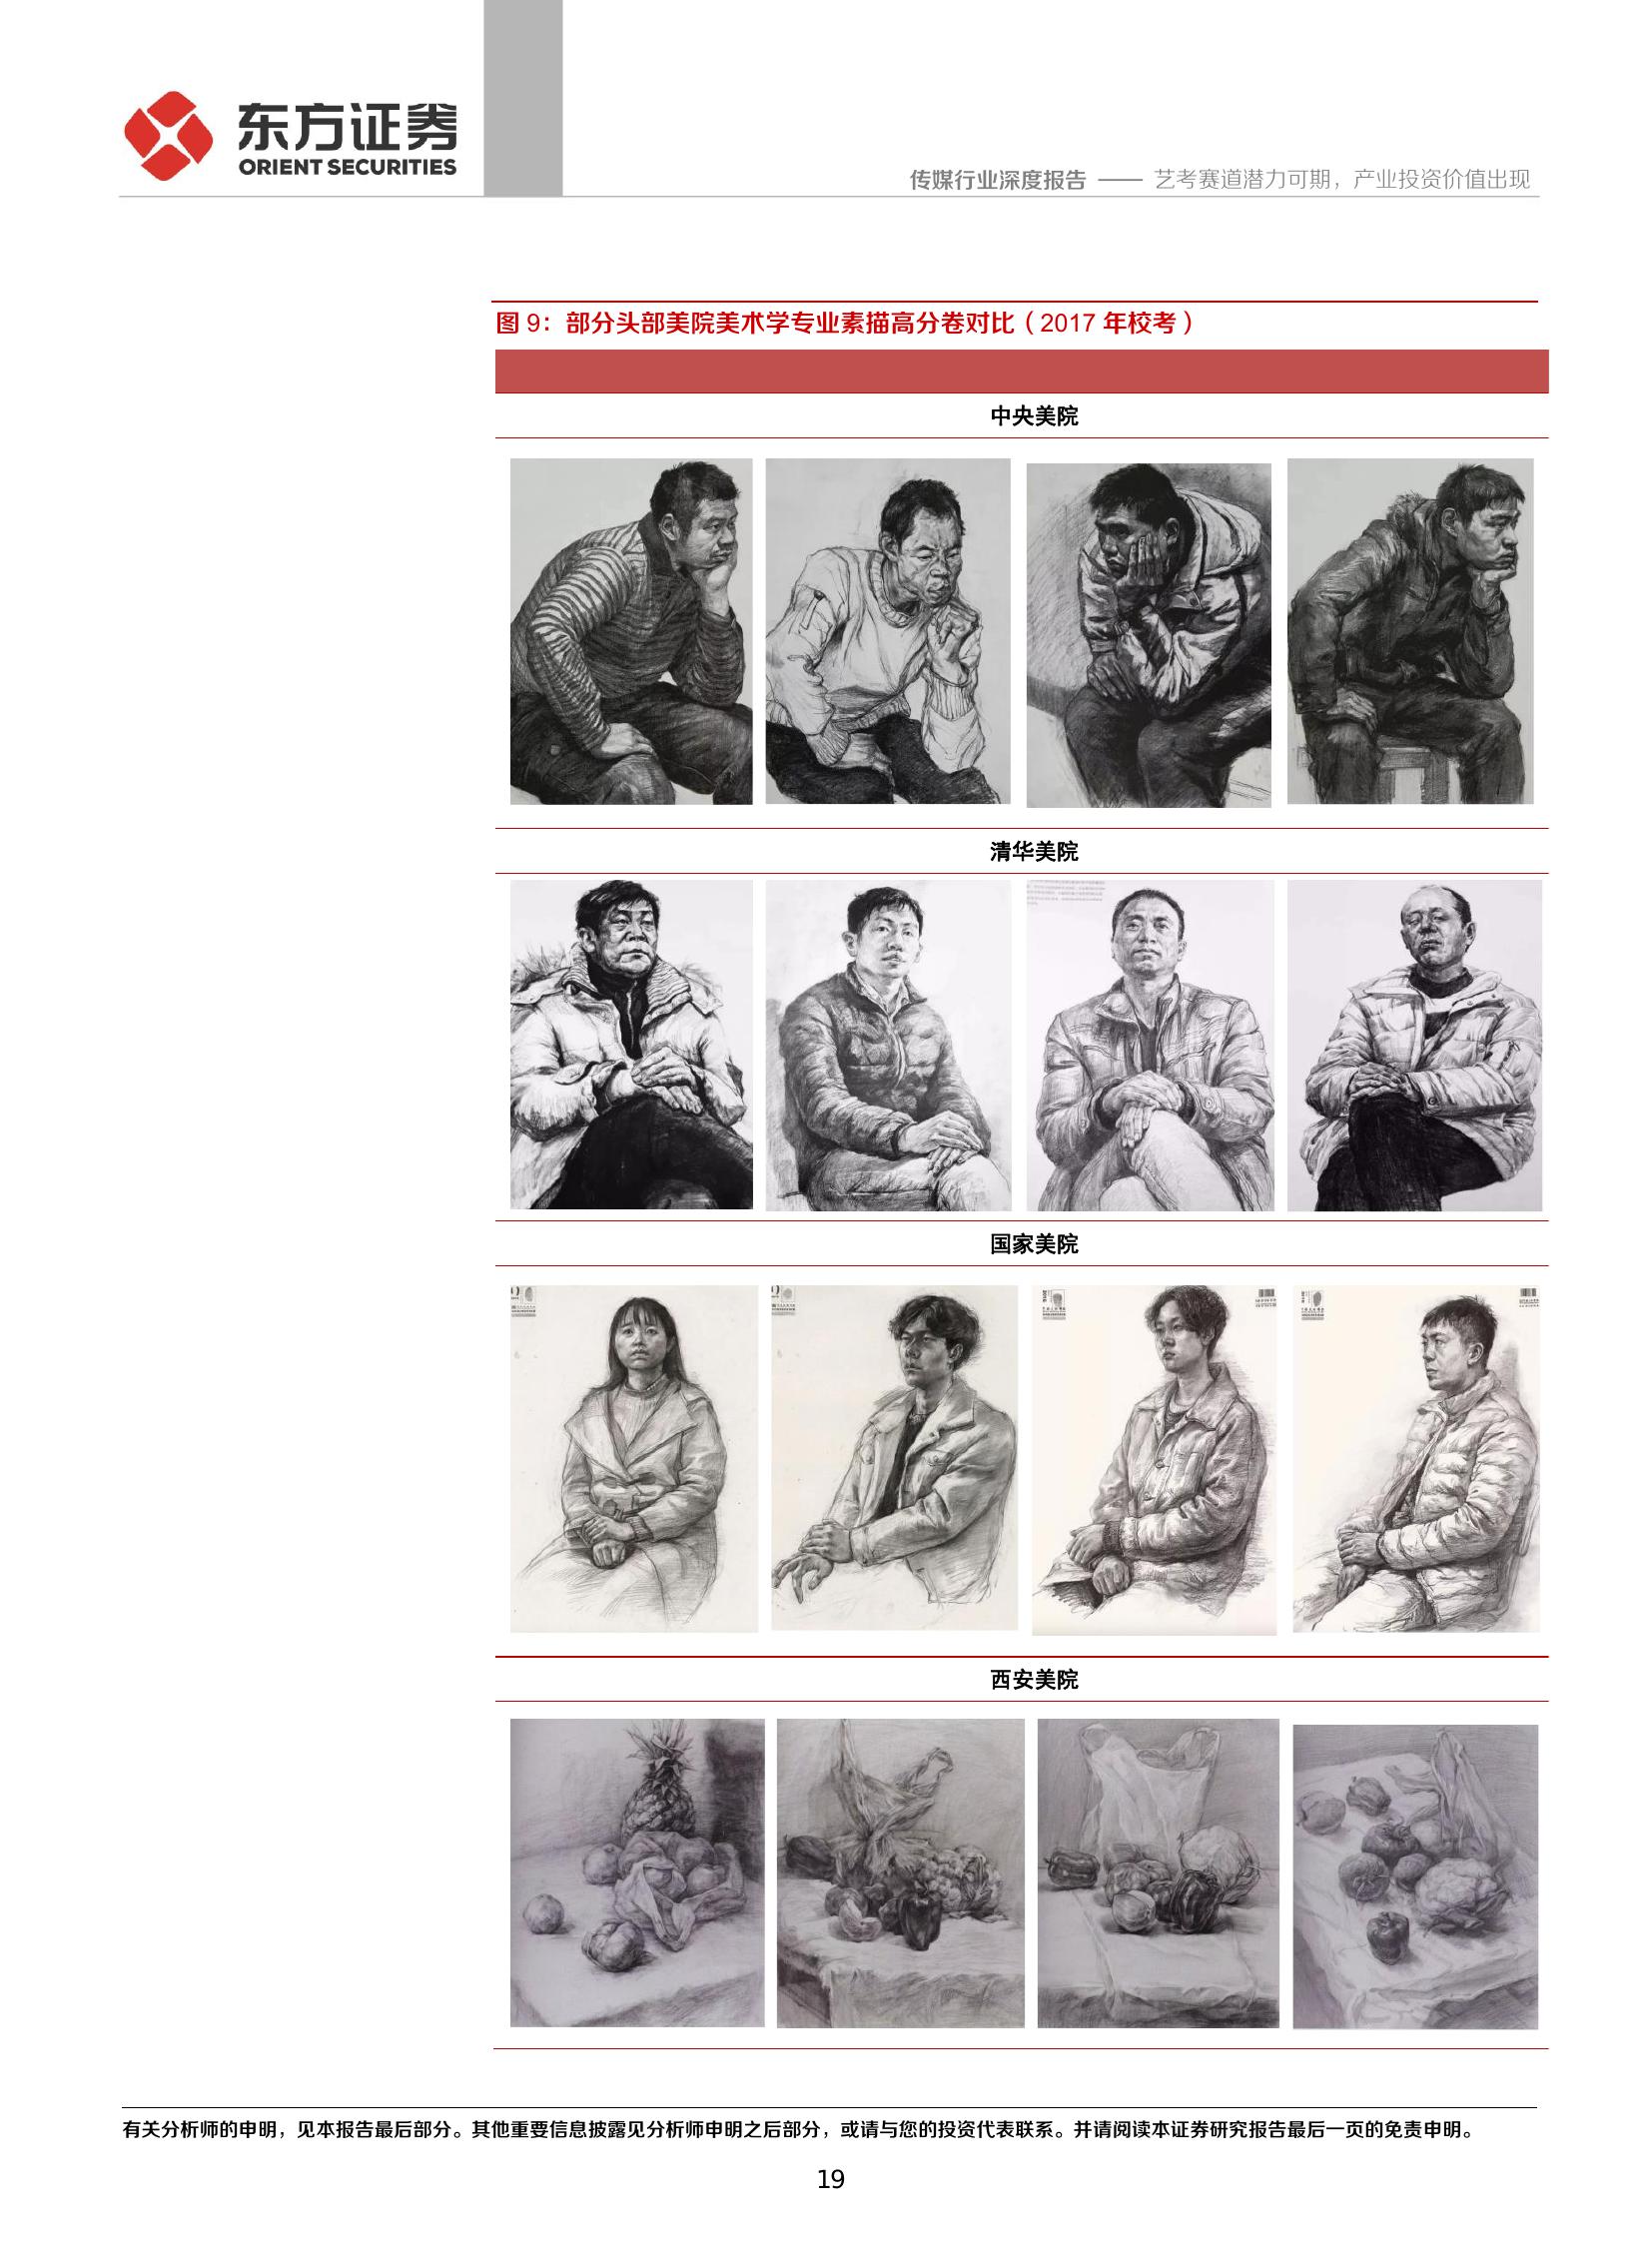 东方证券
ORIENT SECURITIES
传媒行业深度报告 —— 艺考赛道潜力可期，产业投资价值出现
图 9：部分头部美院美术学专业素描高分卷对比（2017 年校考）
中央美院
清华美院
国家美院
西安美院
有关分析师的申明，见本报告最后部分。其他重要信息披露见分析师申明之后部分，或请与您的投资代表联系。并请阅读本证券研究报告最后一页的免责申明。
19